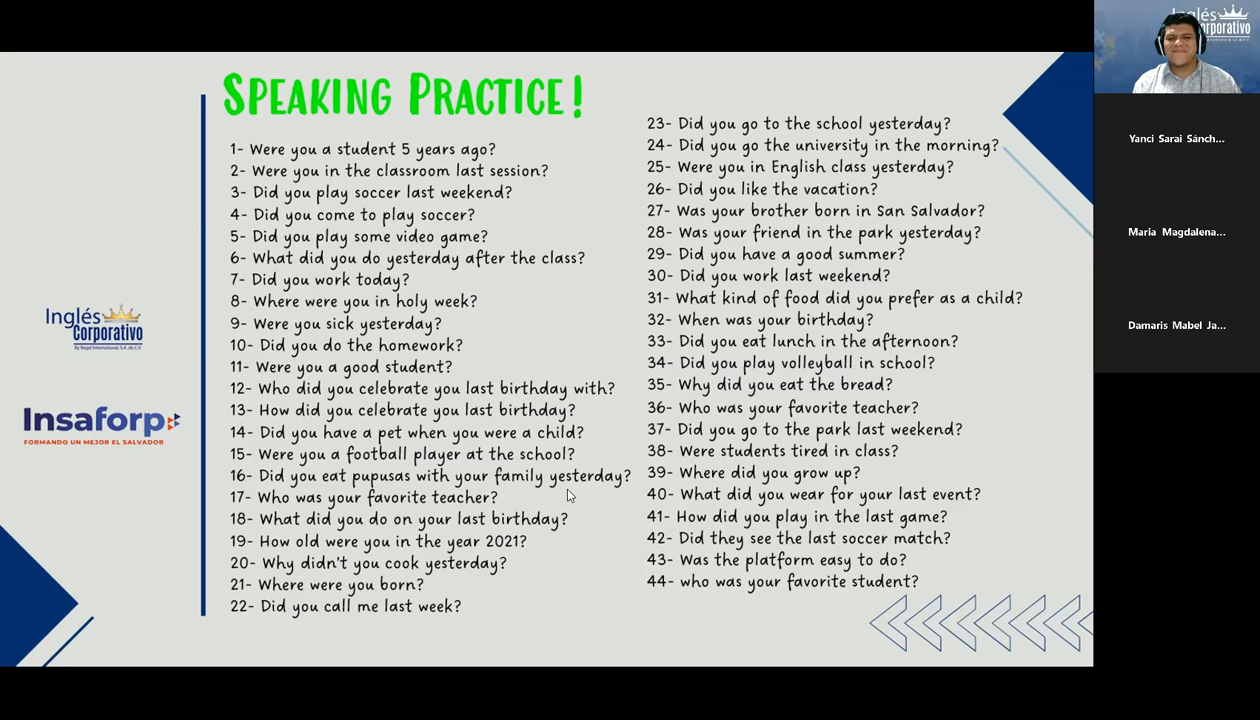 SPEAKING PRACTICE!
1- Were you a student 5 years ago?
2- Were you in the classroom last session?
3- Did you play soccer last weekend?
4- Did you come to play soccer?
5- Did you play some video game?
6- What did you do yesterday after the class?
7- Did you work today?
8- Where were you in holy week?
9- Were you sick yesterday?
10- Did you do the homework?
11- Were you a good student?
12- Who did you celebrate you last birthday with?
13- How did you celebrate you last birthday?
14- Did you have a pet when you were a child?
15- Were you a football player at the school?
16- Did you eat pupusas with your family yesterday?
17- Who was your favorite teacher?
18- What did you do on your last birthday?
19- How old were you in the year 2021?
20- Why didn't you cook yesterday?
21- Where were you born?
22- Did you call me last week?
23- Did you go to the school yesterday?
24- Did you go the university in the morning?
25- Were you in English class yesterday?
26- Did you like the vacation?
27- Was your brother born in San Salvador?
28- Was your friend in the park yesterday?
29- Did you have a good summer?
30- Did you work last weekend?
31- What kind of food did you prefer as a child?
32- When was your birthday?
33- Did you eat lunch in the afternoon?
34- Did you play volleyball in school?
35- Why did you eat the bread?
36- Who was your favorite teacher?
37- Did you go to the park last weekend?
38- Were students tired in class?
39- Where did you grow up?
40- What did you wear for your last event?
41- How did you play in the last game?
42- Did they see the last soccer match?
43- Was the platform easy to do?
44- who was your favorite student?
Inglés
Corporativo
By Regal International, S.A. de C.V.
Insaforp
FORMANDO UN MEJOR EL SALVADOR
Inglés
Corporativo
Yanci Sarai Sánch...
Maria Magdalena...
Damaris Mabel Ja...